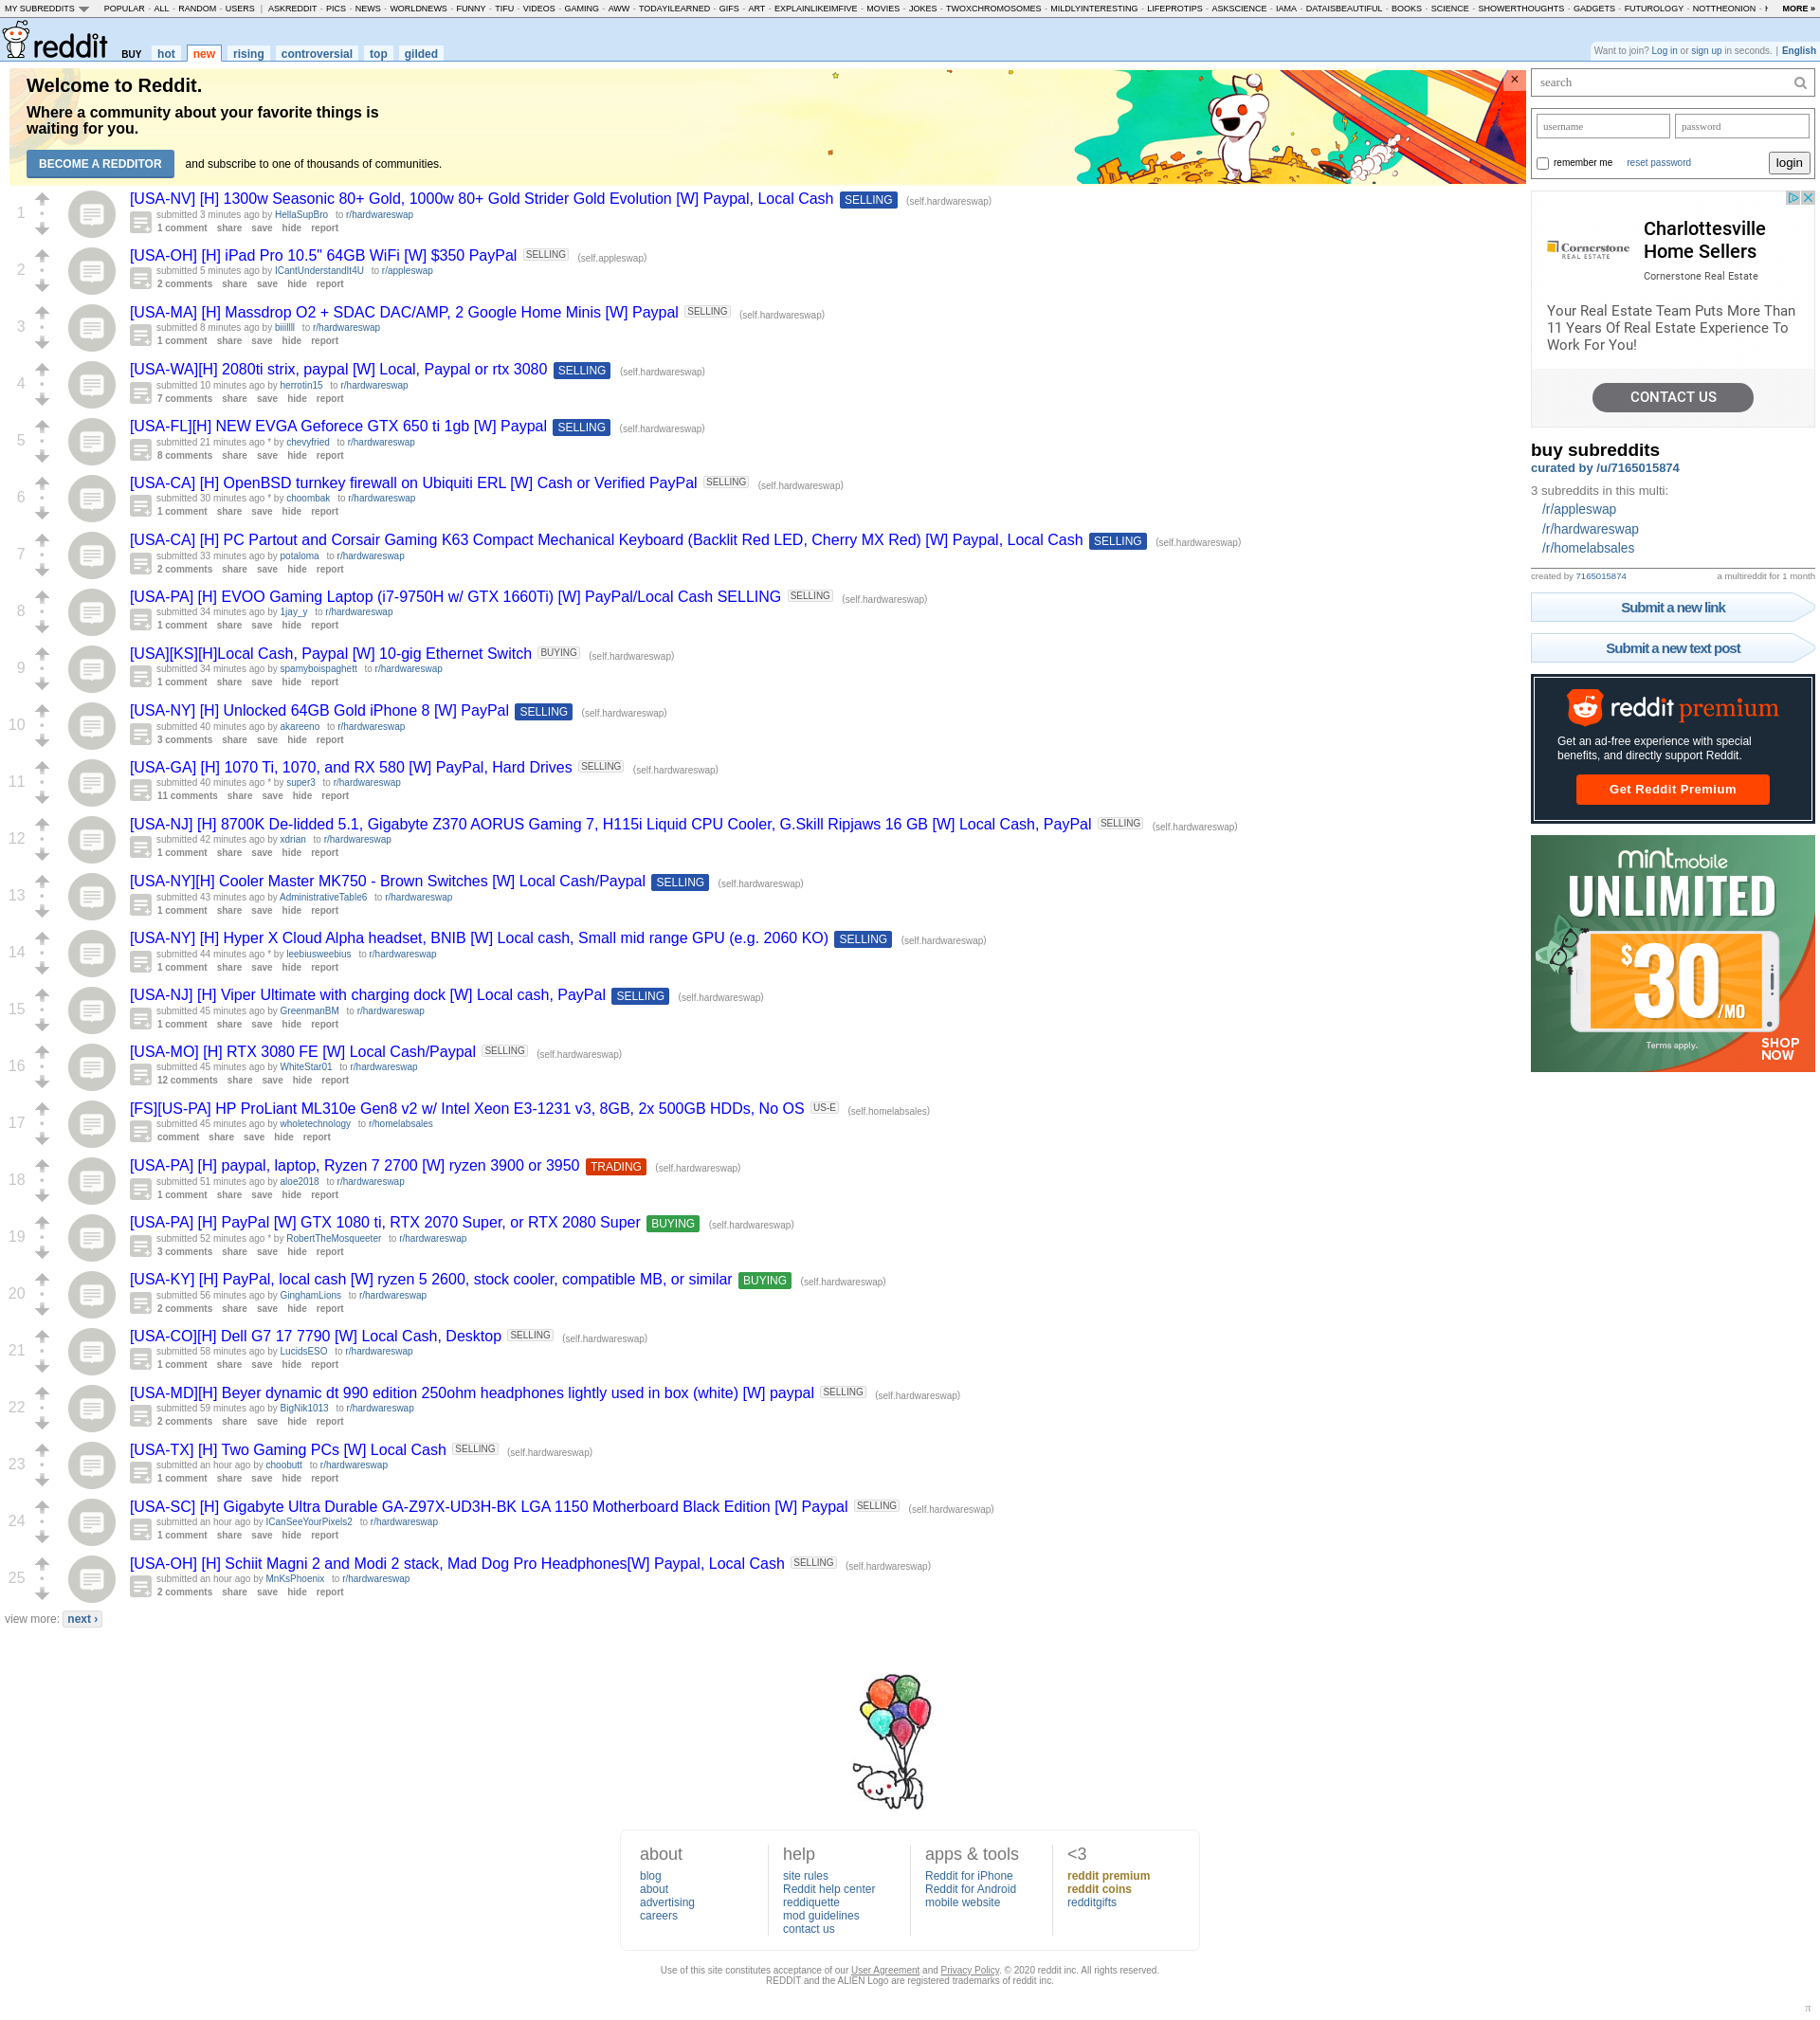 MY SUBREDDITS POPULAR - ALL - RANDOM - USERS | ASKREDDIT - PICS - NEWS - WORLDNEWS - FUNNY - TIFU - VIDEOS - GAMING - AWW - TODAYILEARNED - GIFS - ART - EXPLAINLIKEIMFIVE - MOVIES - JOKES - TWOXCHROMOSOMES - MILDLYINTERESTING - LIFEPROTIPS - ASKSCIENCE - IAMA - DATAISBEAUTIFUL - BOOKS - SCIENCE - SHOWERTHOUGHTS - GADGETS - FUTUROLOGY - NOTTHEONION - MORE »
reddit BUY hot new rising controversial top gilded
Want to join? Log in or sign up in seconds. | English
Welcome to Reddit.
Where a community about your favorite things is
waiting for you.
BECOME A REDDITOR and subscribe to one of thousands of communities.
×
1
[USA-NV] [H] 1300w Seasonic 80+ Gold, 1000w 80+ Gold Strider Gold Evolution [W] Paypal, Local Cash SELLING (self.hardwareswap)
submitted 3 minutes ago by HellaSupBro to r/hardwareswap
1 comment share save hide report
2
[USA-OH] [H] iPad Pro 10.5" 64GB WiFi [W] $350 PayPal SELLING (self.appleswap)
submitted 5 minutes ago by ICantUnderstandIt4U to r/appleswap
2 comments share save hide report
3
[USA-MA] [H] Massdrop O2 + SDAC DAC/AMP, 2 Google Home Minis [W] Paypal SELLING (self.hardwareswap)
submitted 8 minutes ago by to r/hardwareswap
1 comment share save hide report
4
[USA-WA][H] 2080ti strix, paypal [W] Local, Paypal or rtx 3080 SELLING (self.hardwareswap)
submitted 10 minutes ago by herrotin15 to r/hardwareswap
7 comments share save hide report
5
[USA-FL][H] NEW EVGA Geforece GTX 650 ti 1gb [W] Paypal SELLING (self.hardwareswap)
submitted 21 minutes ago * by chevyfried to r/hardwareswap
8 comments share save hide report
6
[USA-CA] [H] OpenBSD turnkey firewall on Ubiquiti ERL [W] Cash or Verified PayPal SELLING (self.hardwareswap)
submitted 30 minutes ago * by choombak to r/hardwareswap
1 comment share save hide report
7
[USA-CA] [H] PC Partout and Corsair Gaming K63 Compact Mechanical Keyboard (Backlit Red LED, Cherry MX Red) [W] Paypal, Local Cash SELLING (self.hardwareswap)
submitted 33 minutes ago by potaloma to r/hardwareswap
2 comments share save hide report
8
[USA-PA] [H] EVOO Gaming Laptop (i7-9750H w/ GTX 1660Ti) [W] PayPal/Local Cash SELLING SELLING (self.hardwareswap)
submitted 34 minutes ago by 1jay_y to r/hardwareswap
1 comment share save hide report
9
[USA][KS][H]Local Cash, Paypal [W] 10-gig Ethernet Switch BUYING (self.hardwareswap)
submitted 34 minutes ago by spamyboispaghett to r/hardwareswap
1 comment share save hide report
10
[USA-NY] [H] Unlocked 64GB Gold iPhone 8 [W] PayPal SELLING (self.hardwareswap)
submitted 40 minutes ago by akareeno to r/hardwareswap
3 comments share save hide report
11
[USA-GA] [H] 1070 Ti, 1070, and RX 580 [W] PayPal, Hard Drives SELLING (self.hardwareswap)
submitted 40 minutes ago * by super3 to r/hardwareswap
11 comments share save hide report
12
[USA-NJ] [H] 8700K De-lidded 5.1, Gigabyte Z370 AORUS Gaming 7, H115i Liquid CPU Cooler, G.Skill Ripjaws 16 GB [W] Local Cash, PayPal SELLING (self.hardwareswap)
submitted 42 minutes ago by xdrian to r/hardwareswap
1 comment share save hide report
13
[USA-NY][H] Cooler Master MK750 - Brown Switches [W] Local Cash/Paypal SELLING (self.hardwareswap)
submitted 43 minutes ago by AdministrativeTable6 to r/hardwareswap
1 comment share save hide report
14
[USA-NY] [H] Hyper X Cloud Alpha headset, BNIB [W] Local cash, Small mid range GPU (e.g. 2060 KO) SELLING (self.hardwareswap)
submitted 44 minutes ago * by leebiusweebius to r/hardwareswap
1 comment share save hide report
15
[USA-NJ] [H] Viper Ultimate with charging dock [W] Local cash, PayPal SELLING (self.hardwareswap)
submitted 45 minutes ago by GreenmanBM to r/hardwareswap
1 comment share save hide report
16
[USA-MO] [H] RTX 3080 FE [W] Local Cash/Paypal SELLING (self.hardwareswap)
submitted 45 minutes ago by WhiteStar01 to r/hardwareswap
12 comments share save hide report
17
[FS][US-PA] HP ProLiant ML310e Gen8 v2 w/ Intel Xeon E3-1231 v3, 8GB, 2x 500GB HDDs, No OS US-E (self.homelabsales)
submitted 45 minutes ago by wholetechnology to r/homelabsales
comment share save hide report
18
[USA-PA] [H] paypal, laptop, Ryzen 7 2700 [W] ryzen 3900 or 3950 TRADING (self.hardwareswap)
submitted 51 minutes ago by aloe2018 to r/hardwareswap
1 comment share save hide report
19
[USA-PA] [H] PayPal [W] GTX 1080 ti, RTX 2070 Super, or RTX 2080 Super BUYING (self.hardwareswap)
submitted 52 minutes ago * by RobertTheMosqueeter to r/hardwareswap
3 comments share save hide report
20
[USA-KY] [H] PayPal, local cash [W] ryzen 5 2600, stock cooler, compatible MB, or similar BUYING (self.hardwareswap)
submitted 56 minutes ago by GinghamLions to r/hardwareswap
2 comments share save hide report
21
[USA-CO][H] Dell G7 17 7790 [W] Local Cash, Desktop SELLING (self.hardwareswap)
submitted 58 minutes ago by LucidsESO to r/hardwareswap
1 comment share save hide report
22
[USA-MD][H] Beyer dynamic dt 990 edition 250ohm headphones lightly used in box (white) [W] paypal SELLING (self.hardwareswap)
submitted 59 minutes ago by BigNik1013 to r/hardwareswap
2 comments share save hide report
23
[USA-TX] [H] Two Gaming PCs [W] Local Cash SELLING (self.hardwareswap)
submitted an hour ago by choobutt to r/hardwareswap
1 comment share save hide report
24
[USA-SC] [H] Gigabyte Ultra Durable GA-Z97X-UD3H-BK LGA 1150 Motherboard Black Edition [W] Paypal SELLING (self.hardwareswap)
submitted an hour ago by ICanSeeYourPixels2 to r/hardwareswap
1 comment share save hide report
25
[USA-OH] [H] Schiit Magni 2 and Modi 2 stack, Mad Dog Pro Headphones[W] Paypal, Local Cash SELLING (self.hardwareswap)
submitted an hour ago by MnKsPhoenix to r/hardwareswap
2 comments share save hide report
view more: next ›
search
username password
remember me reset password login
Charlottesville
Home Sellers
Cornerstone
REAL ESTATE
Cornerstone Real Estate
Your Real Estate Team Puts More Than
11 Years Of Real Estate Experience To
Work For You!
CONTACT US
buy subreddits
curated by /u/7165015874
3 subreddits in this multi:
/r/appleswap
/r/hardwareswap
/r/homelabsales
created by 7165015874 a multireddit for 1 month
Submit a new link
Submit a new text post
reddit premium
Get an ad-free experience with special
benefits, and directly support Reddit.
Get Reddit Premium
mint mobile
UNLIMITED
$30/MO
Terms apply.
SHOP
NOW
about
blog
about
advertising
careers
help
site rules
Reddit help center
reddiquette
mod guidelines
contact us
apps & tools
Reddit for iPhone
Reddit for Android
mobile website
<3
reddit premium
reddit coins
redditgifts
Use of this site constitutes acceptance of our User Agreement and Privacy Policy. © 2020 reddit inc. All rights reserved.
REDDIT and the ALIEN Logo are registered trademarks of reddit inc.
π